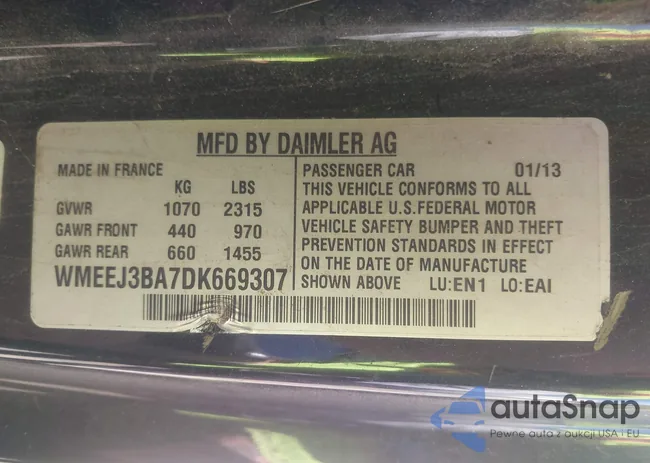 MFD BY DAIMLER AG
MADE IN FRANCE
KG LBS
GVWR 1070 2315
GAWR FRONT 440 970
GAWR REAR 660 1455
WMEEJ3BA7DK669307
PASSENGER CAR 01/13
THIS VEHICLE CONFORMS TO ALL
APPLICABLE U.S.FEDERAL MOTOR
VEHICLE SAFETY BUMPER AND THEFT
PREVENTION STANDARDS IN EFFECT
ON THE DATE OF MANUFACTURE
SHOWN ABOVE LU:EN1 LO:EAI
autaSnap
Pewne auta z aukcji USA i EU